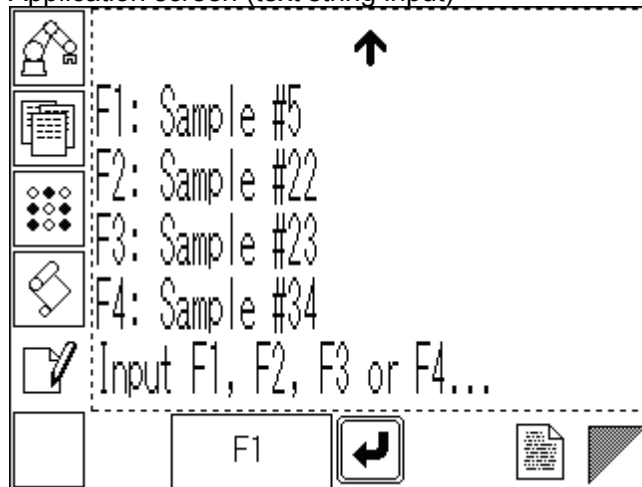 Application screen (text string input)
F1: Sample #5
F2: Sample #22
F3: Sample #23
F4: Sample #34
Input F1, F2, F3 or F4...
F1